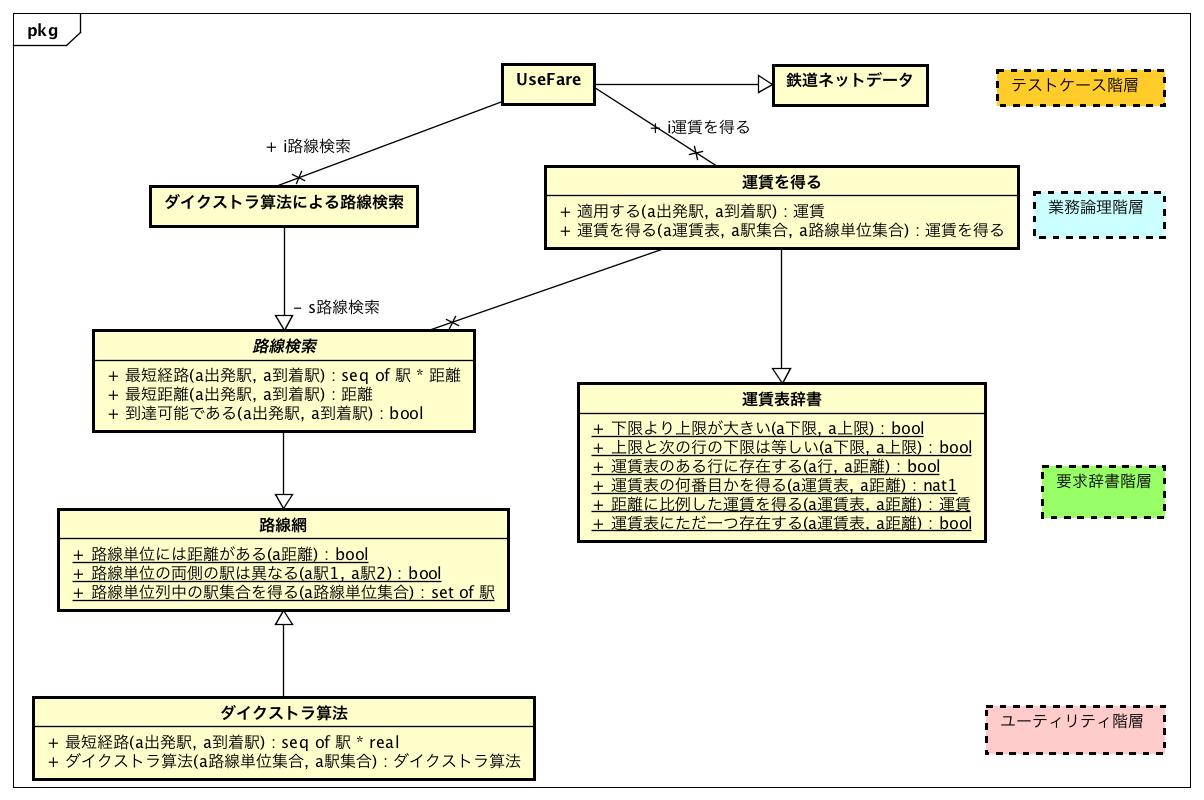 pkg
UseFare
鉄道ネットデータ
テストケース階層
+ i路線検索
+ i運賃を得る
ダイクストラ算法による路線検索
運賃を得る
+ 適用する(a出発駅, a到着駅) : 運賃
+ 運賃を得る(a運賃表, a駅集合, a路線単位集合) : 運賃を得る
業務論理階層
- s路線検索
路線検索
+ 最短経路(a出発駅, a到着駅) : seq of 駅 * 距離
+ 最短距離(a出発駅, a到着駅) : 距離
+ 到達可能である(a出発駅, a到着駅) : bool
運賃表辞書
+ 下限より上限が大きい(a下限, a上限) : bool
+ 上限と次の行の下限は等しい(a下限, a上限) : bool
+ 運賃表のある行に存在する(a行, a距離) : bool
+ 運賃表の何番目かを得る(a運賃表, a距離) : nat1
+ 距離に比例した運賃を得る(a運賃表, a距離) : 運賃
+ 運賃表にただ一つ存在する(a運賃表, a距離) : bool
要求辞書階層
路線網
+ 路線単位には距離がある(a距離) : bool
+ 路線単位の両側の駅は異なる(a駅1, a駅2) : bool
+ 路線単位列中の駅集合を得る(a路線単位集合) : set of 駅
ダイクストラ算法
+ 最短経路(a出発駅, a到着駅) : seq of 駅 * real
+ ダイクストラ算法(a路線単位集合, a駅集合) : ダイクストラ算法
ユーティリティ階層